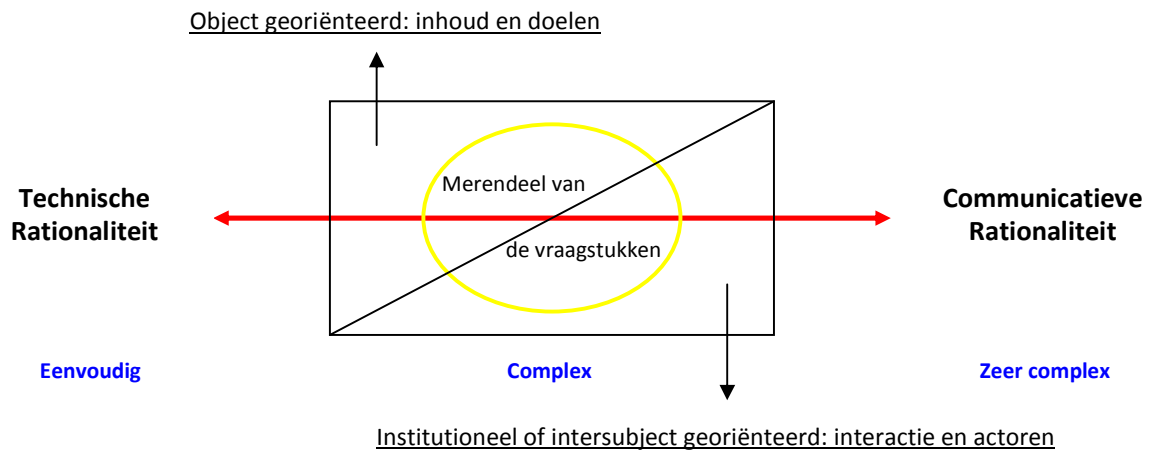 Object georiënteerd: inhoud en doelen
Merendeel van
Technische
Rationaliteit
Communicatieve
Rationaliteit
de vraagstukken
Eenvoudig
Complex
Zeer complex
Institutioneel of intersubject georiënteerd: interactie en actoren